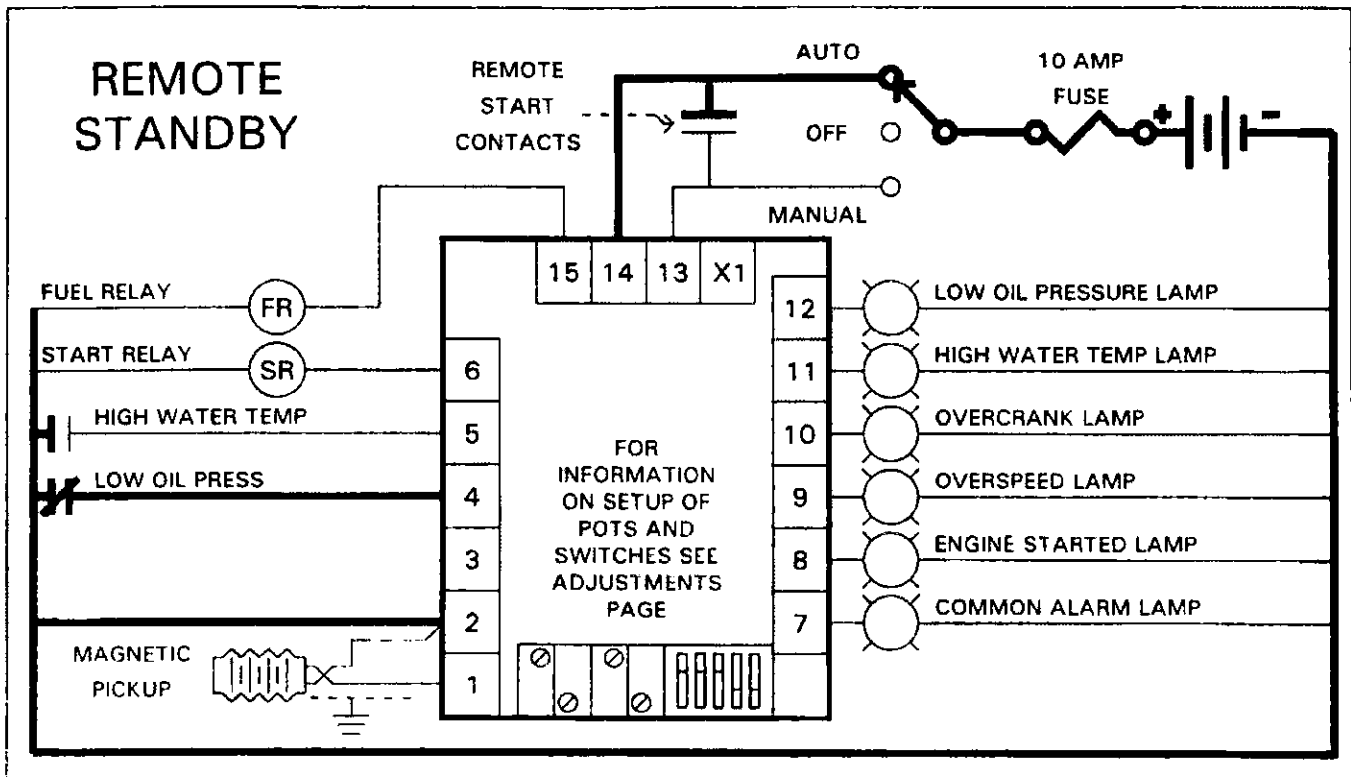 REMOTE
STANDBY
REMOTE
START
CONTACTS
AUTO
OFF
MANUAL
10 AMP
FUSE
+
-
15
14
13
X1
FUEL RELAY
FR
START RELAY
SR
HIGH WATER TEMP
LOW OIL PRESS
6
5
4
3
2
1
MAGNETIC
PICKUP
FOR
INFORMATION
ON SETUP OF
POTS AND
SWITCHES SEE
ADJUSTMENTS
PAGE
12
LOW OIL PRESSURE LAMP
11
HIGH WATER TEMP LAMP
10
OVERCRANK LAMP
9
OVERSPEED LAMP
8
ENGINE STARTED LAMP
7
COMMON ALARM LAMP